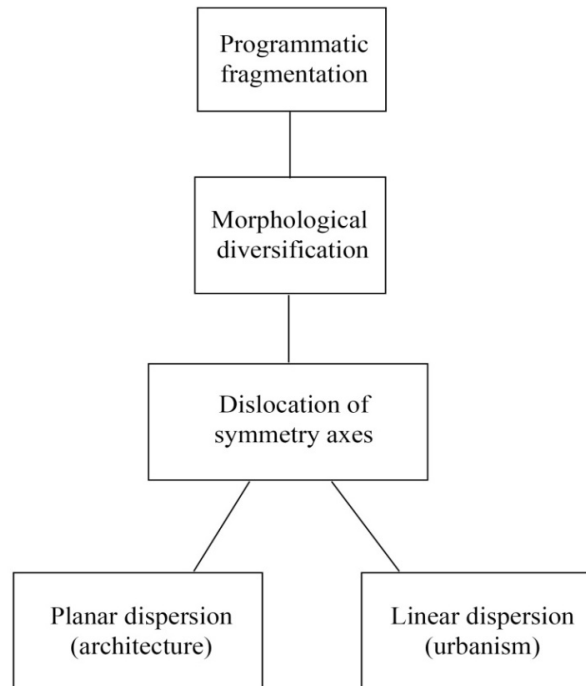 Programmatic
fragmentation
Morphological
diversification
Dislocation of
symmetry axes
Planar dispersion
(architecture)
Linear dispersion
(urbanism)